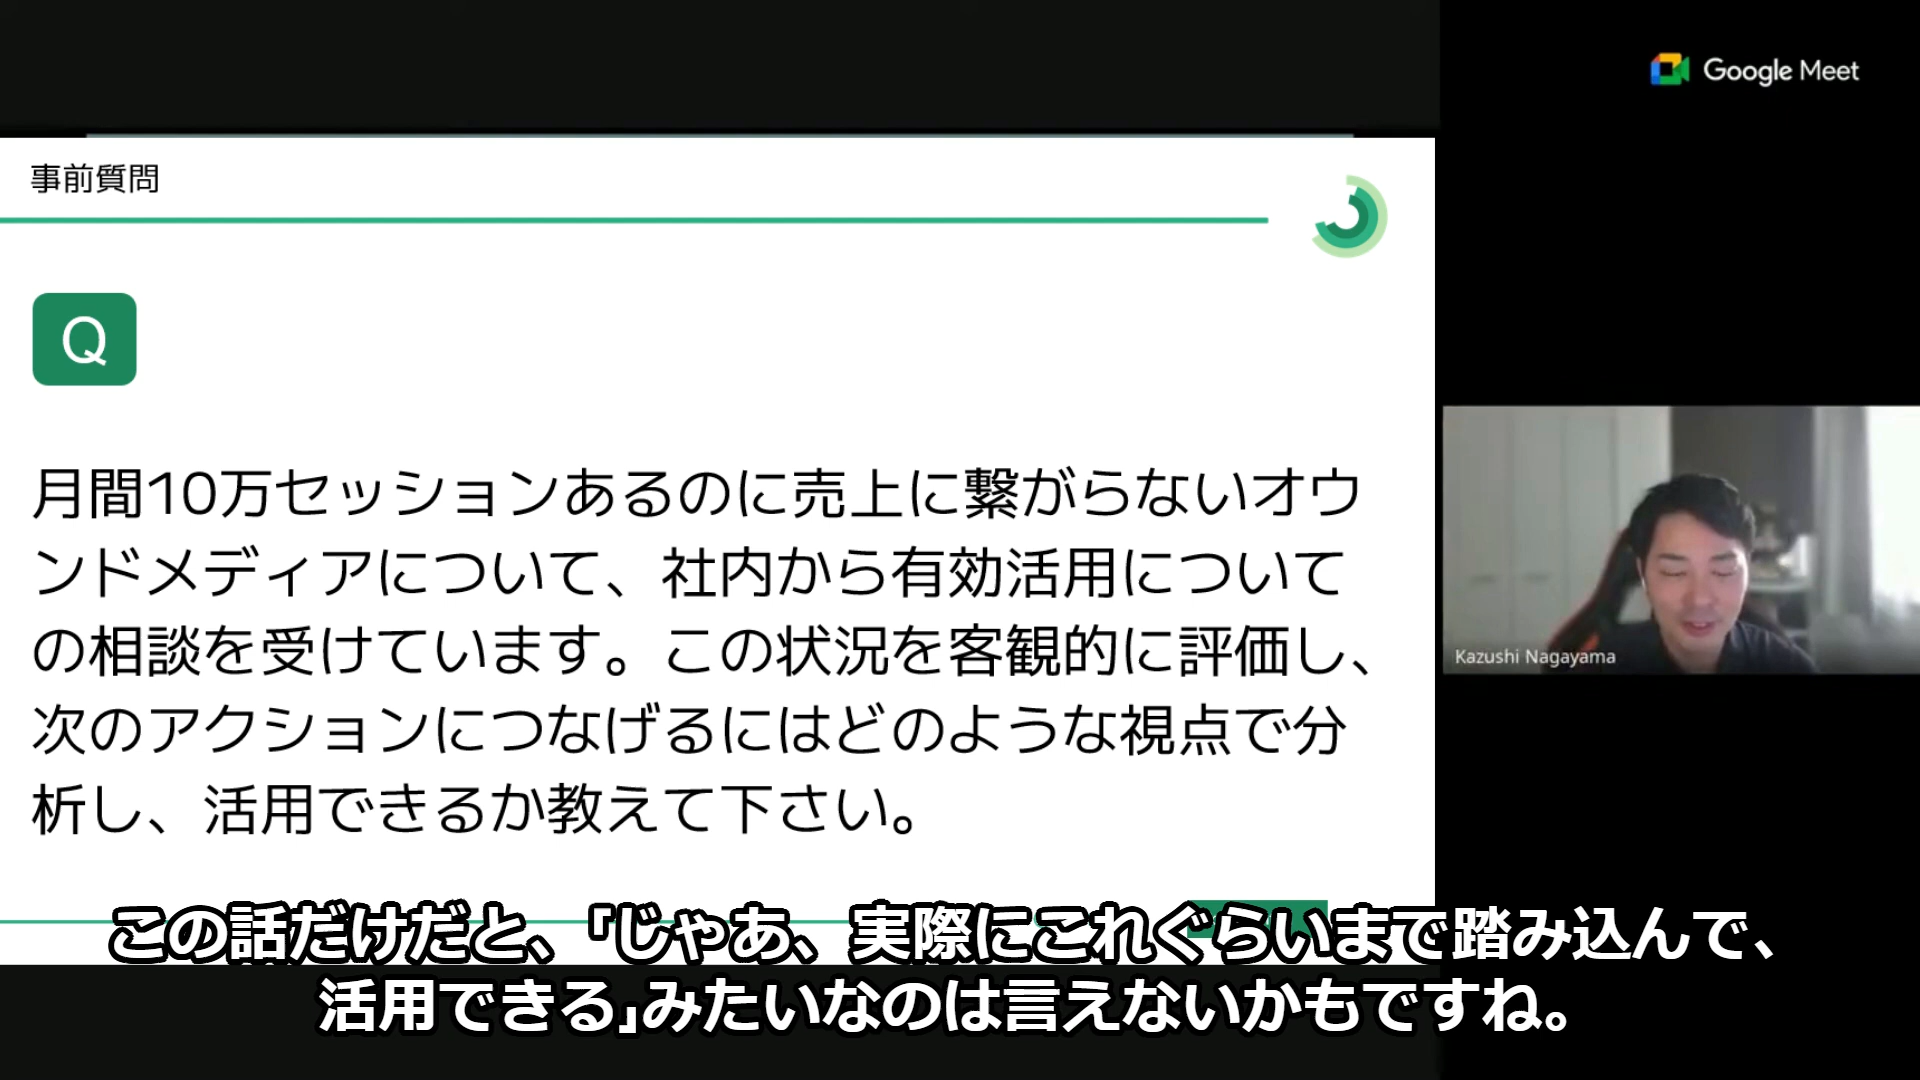 Google Meet
事前質問
Q
月間10万セッションあるのに売上に繋がらないオウ
ンドメディアについて、社内から有効活用について
の相談を受けています。この状況を客観的に評価し、
次のアクションにつなげるにはどのような視点で分
析し、活用できるか教えて下さい。
Kazushi Nagayama
この話だけだと、「じゃあ、実際にこれぐらいまで踏み込んで、
活用できる」みたいなのは言えないかもですね。